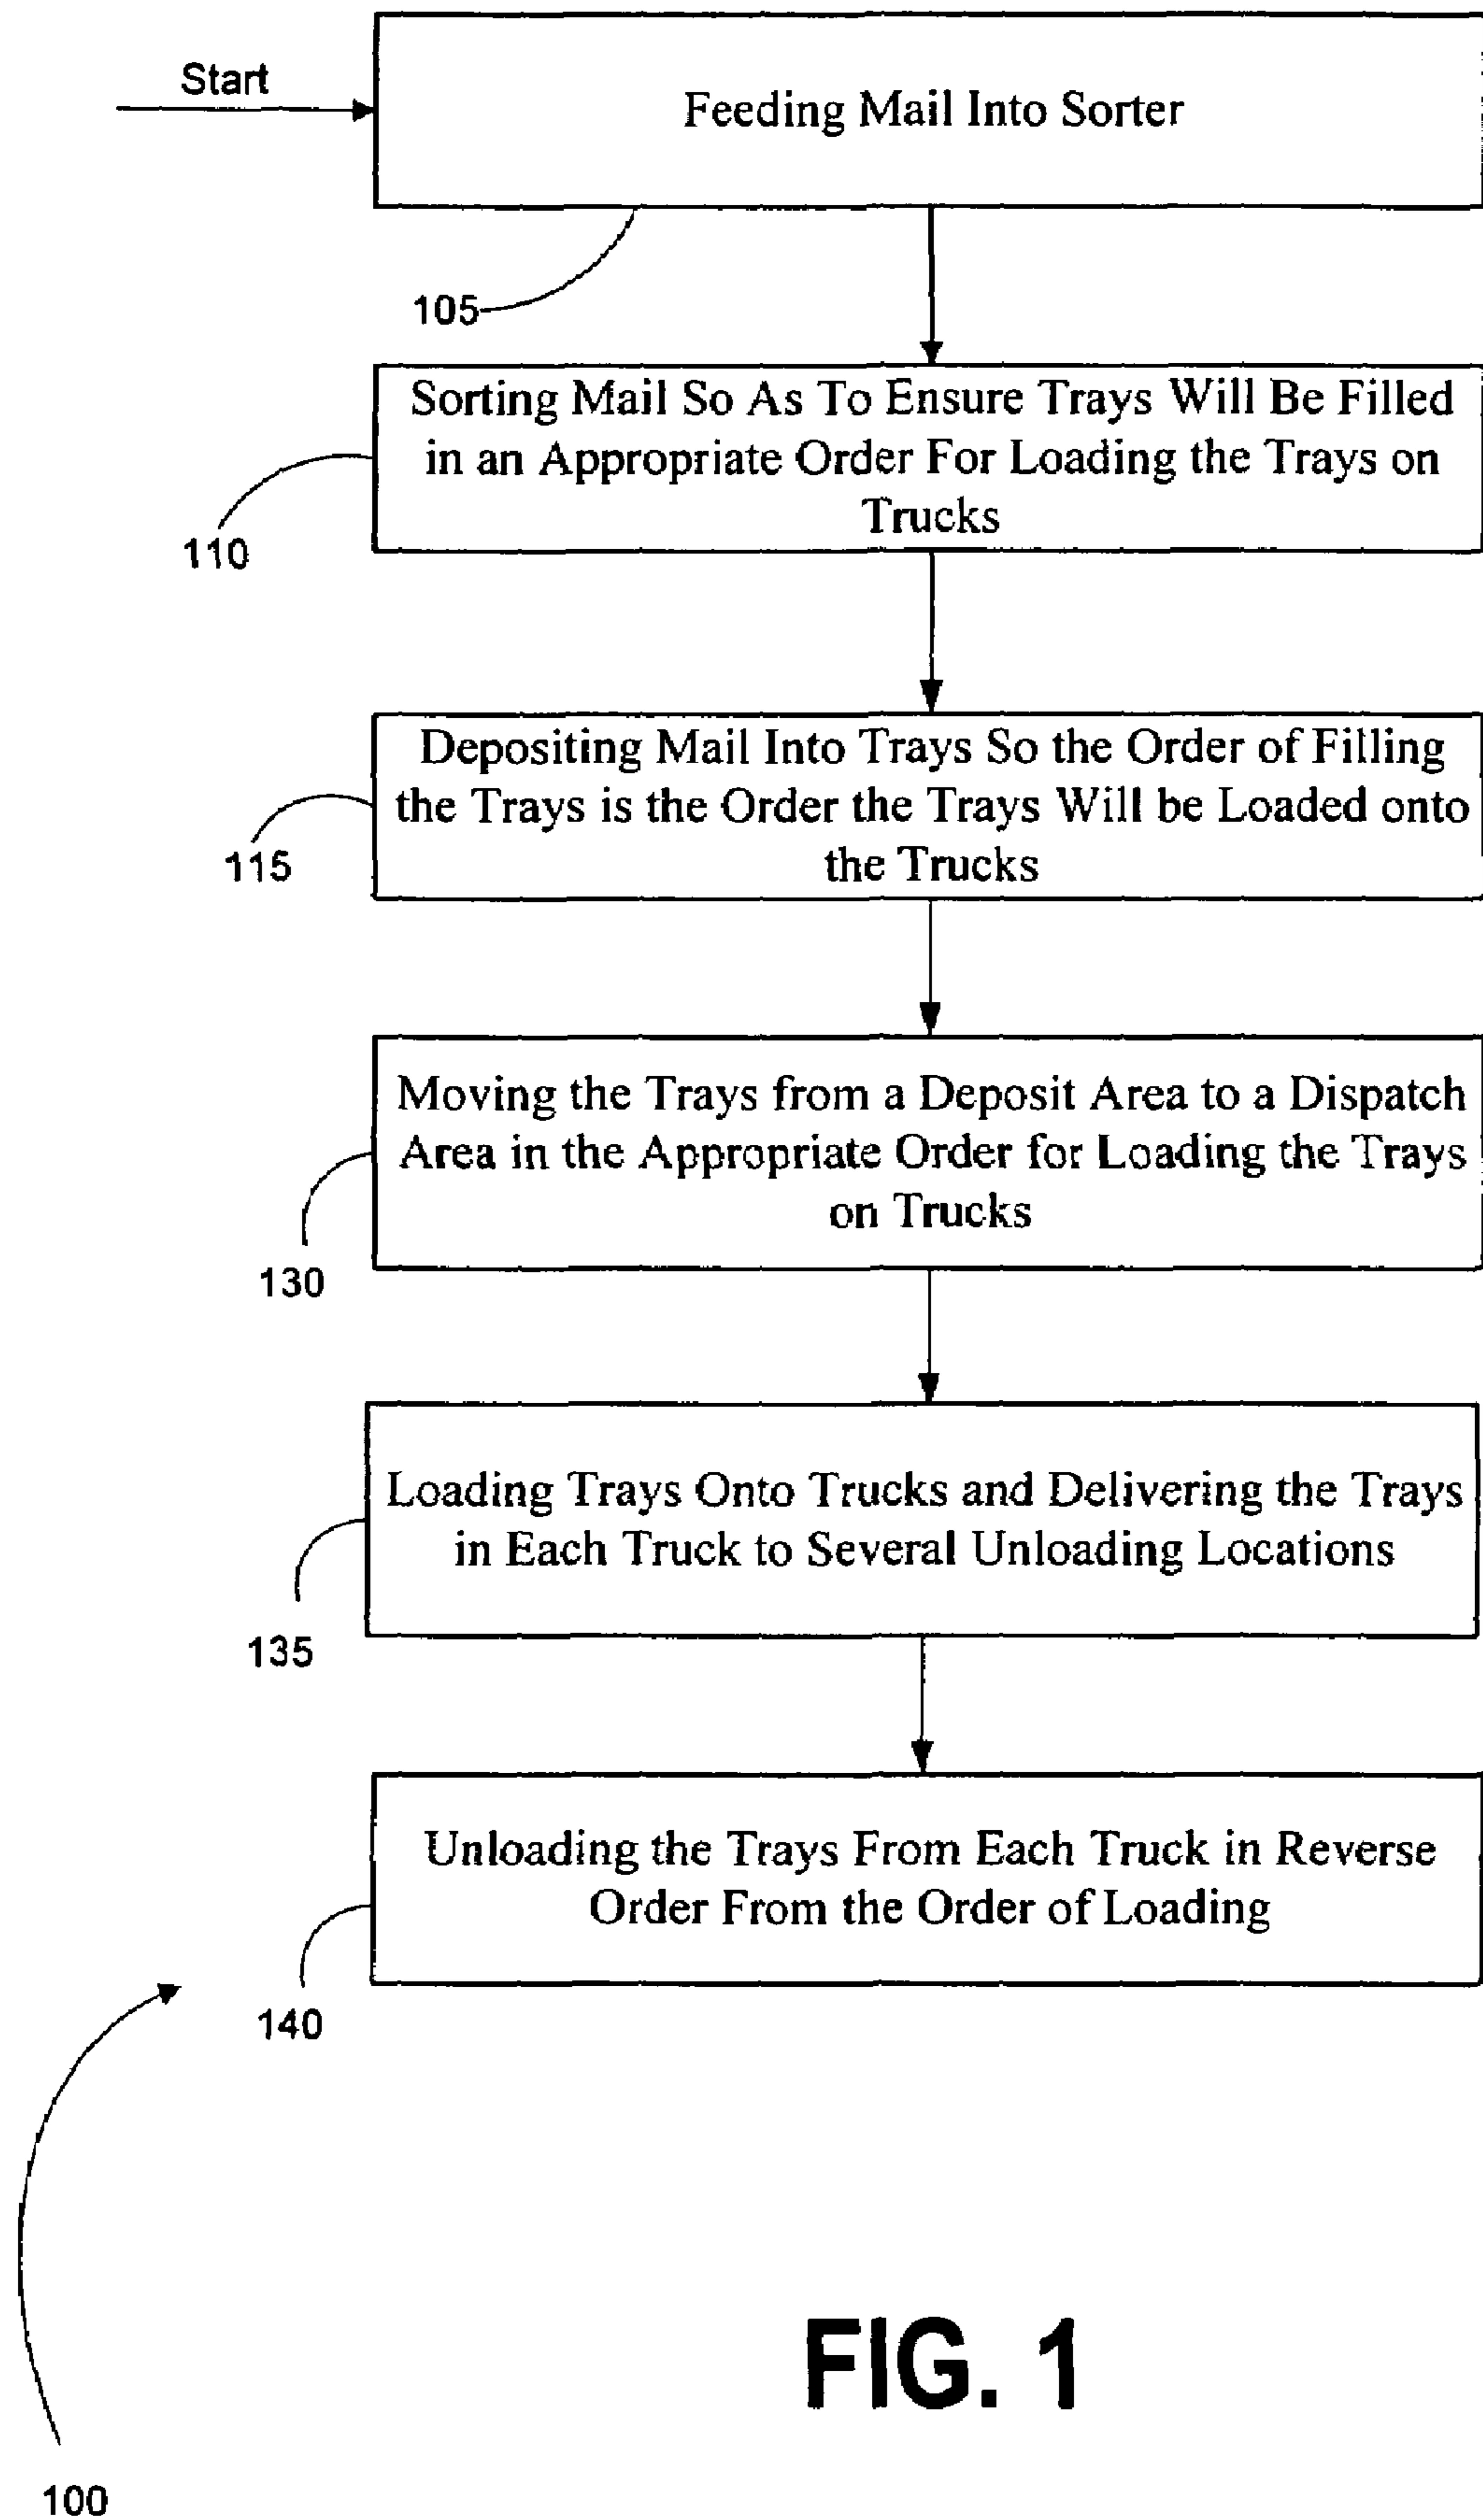 Start
Feeding Mail Into Sorter
105
Sorting Mail So As To Ensure Trays Will Be Filled
in an Appropriate Order For Loading the Trays on
Trucks
110
Depositing Mail Into Trays So the Order of Filling
the Trays is the Order the Trays Will be Loaded onto
the Trucks
115
Moving the Trays from a Deposit Area to a Dispatch
Area in the Appropriate Order for Loading the Trays
on Trucks
130
Loading Trays Onto Trucks and Delivering the Trays
in Each Truck to Several Unloading Locations
135
Unloading the Trays From Each Truck in Reverse
Order From the Order of Loading
140
FIG. 1
100